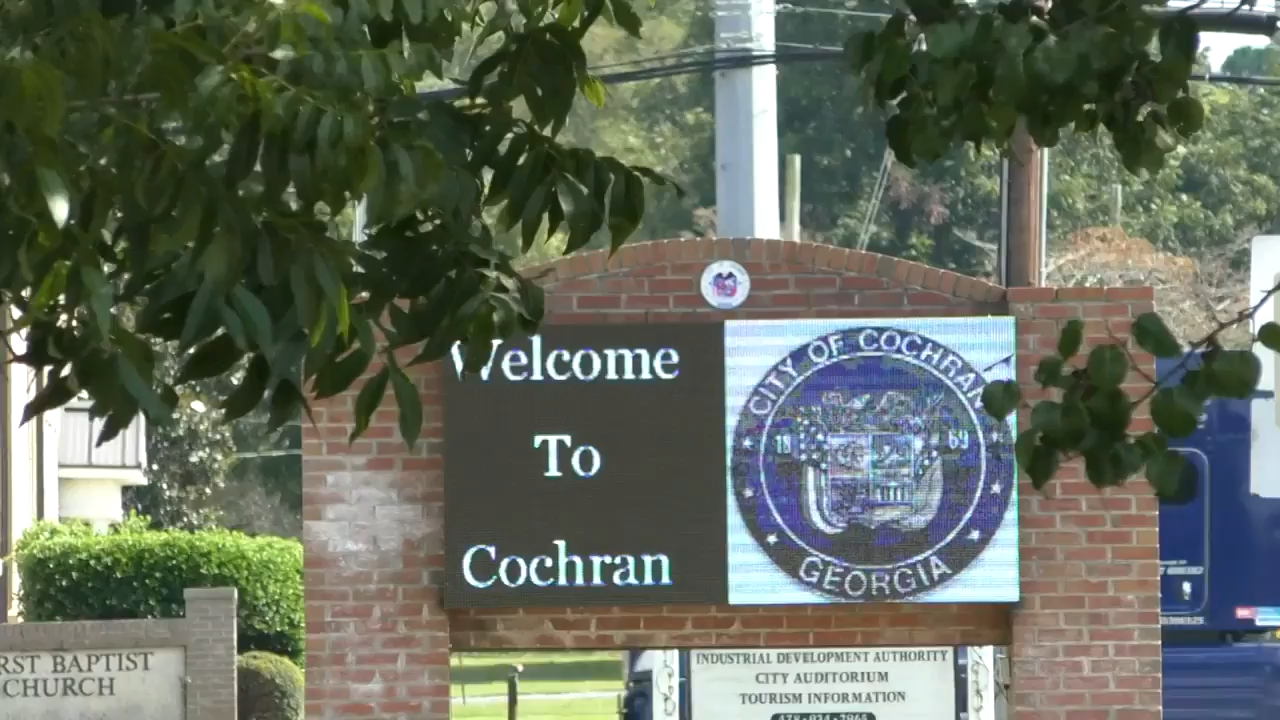 Welcome
To
Cochran
CITY OF COCHRAN
18 69
GEORGIA
INDUSTRIAL DEVELOPMENT AUTHORITY
CITY AUDITORIUM
TOURISM INFORMATION
RST BAPTIST
CHURCH